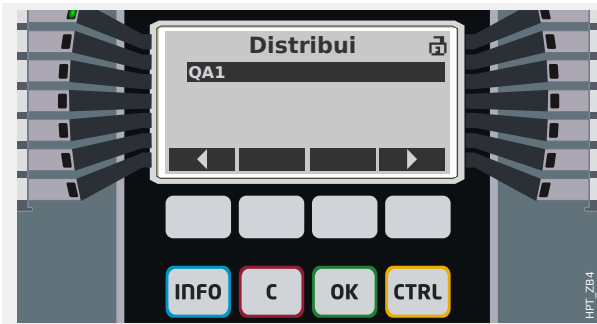 Distribui
QA1
INFO
C
OK
CTRL
HPT_ZB4